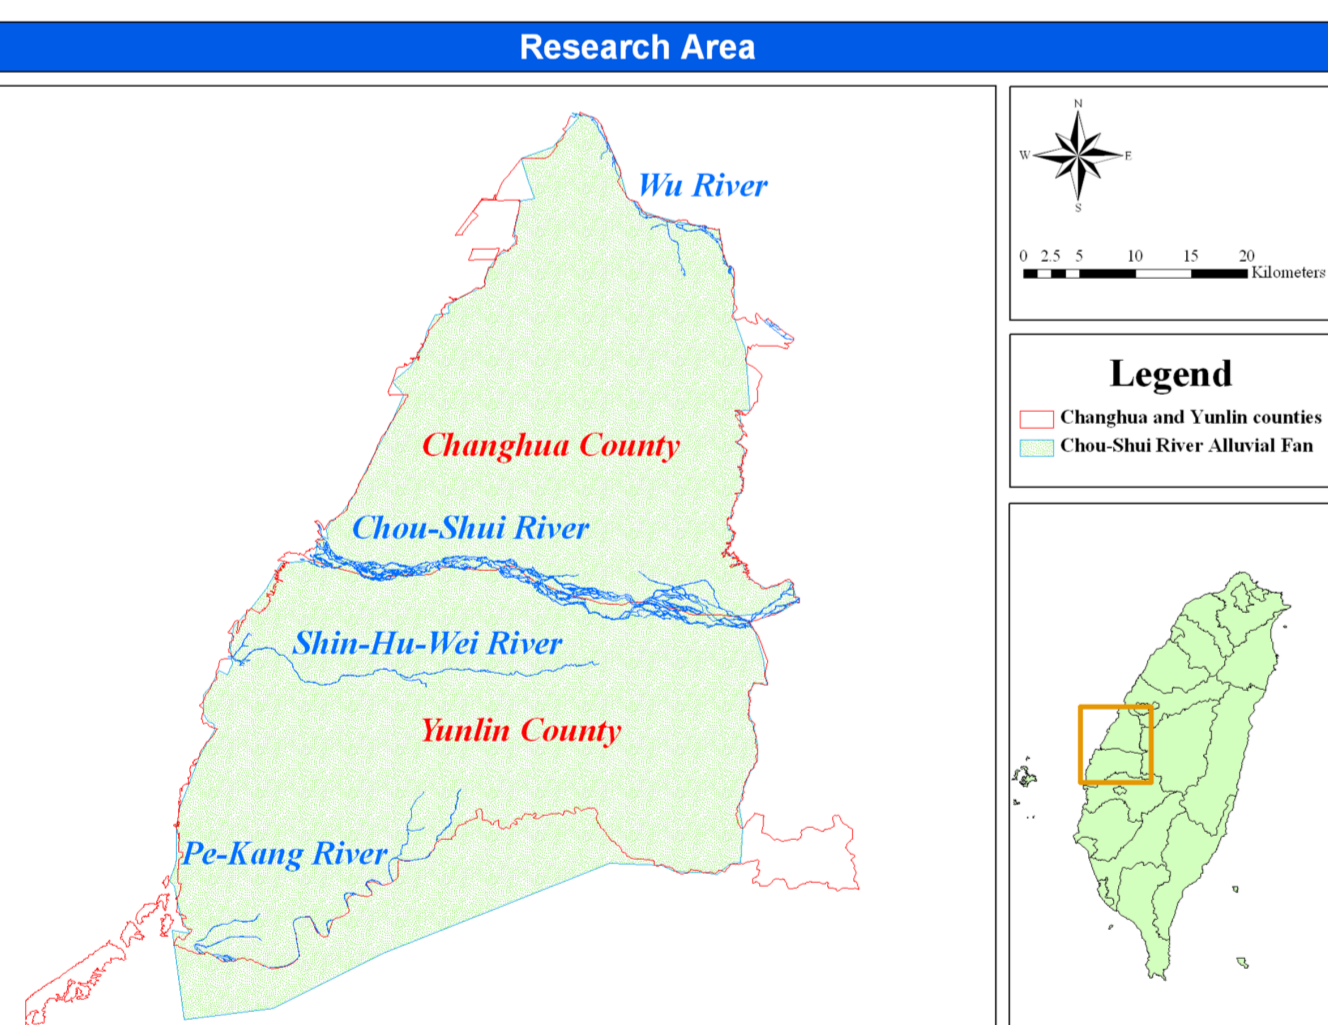 Research Area
Wu River
Changhua County
Chou-Shui River
Shin-Hu-Wei River
Yunlin County
Pe-Kang River
N
W E
S
0 2.5 5 10 15 20
Kilometers
Legend
Changhua and Yunlin counties
Chou-Shui River Alluvial Fan